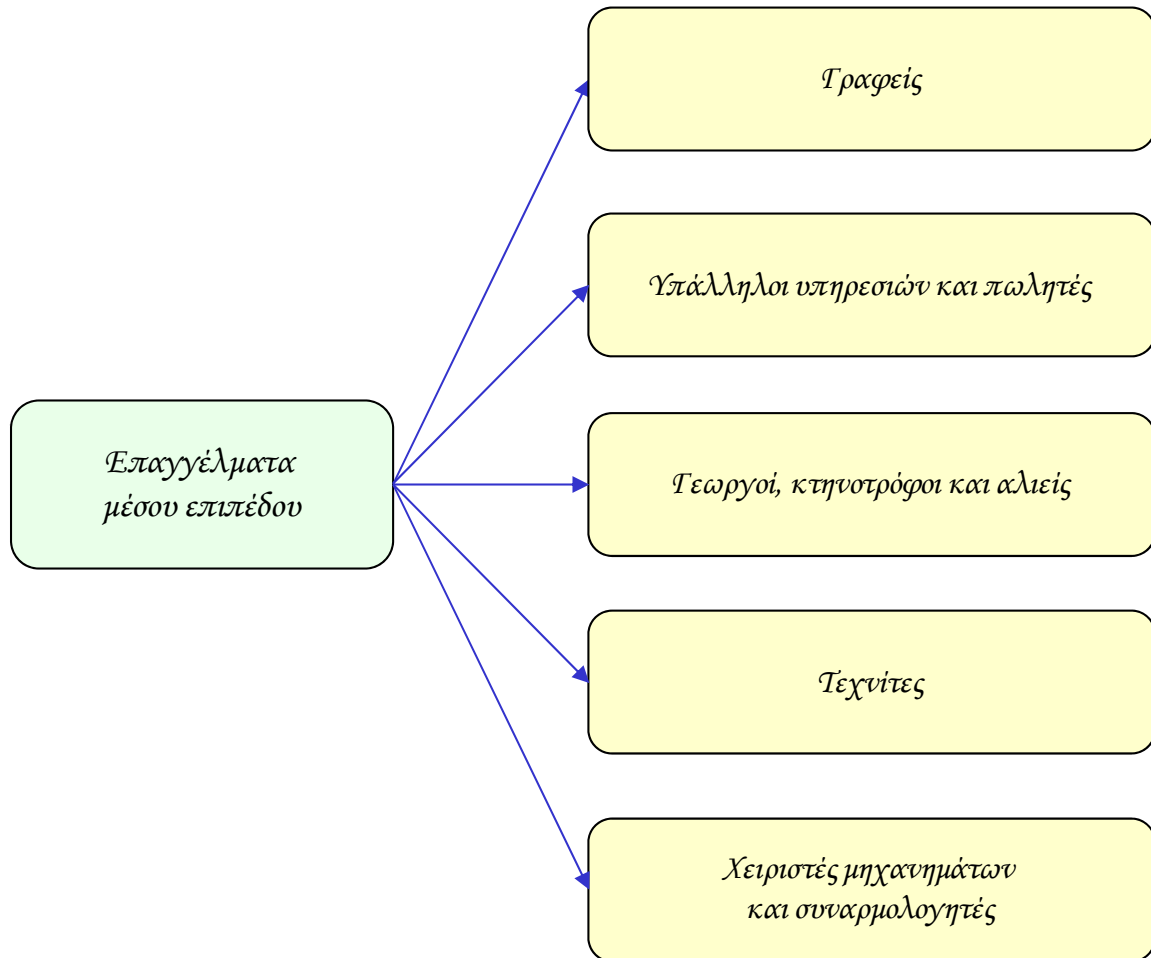 Γραφείς
Υπάλληλοι υπηρεσιών και πωλητές
Επαγγέλματα
μέσου επιπέδου
Γεωργοί, κτηνοτρόφοι και αλιείς
Τεχνίτες
Χειριστές μηχανημάτων
και συναρμολογητές